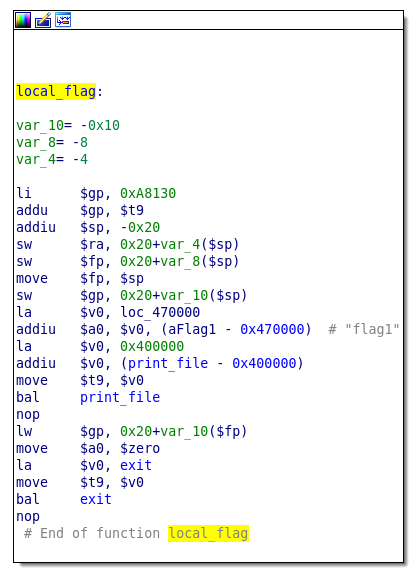 local_flag:
var_10= -0x10
var_8= -8
var_4= -4
li $gp, 0xA8130
addu $gp, $t9
addiu $sp, -0x20
sw $ra, 0x20+var_4($sp)
sw $fp, 0x20+var_8($sp)
move $fp, $sp
sw $gp, 0x20+var_10($sp)
la $v0, loc_470000
addiu $a0, $v0, (aFlag1 - 0x470000) # "flag1"
la $v0, 0x400000
addiu $v0, (print_file - 0x400000)
move $t9, $v0
bal print_file
nop
lw $gp, 0x20+var_10($fp)
move $a0, $zero
la $v0, exit
move $t9, $v0
bal exit
nop
# End of function local_flag